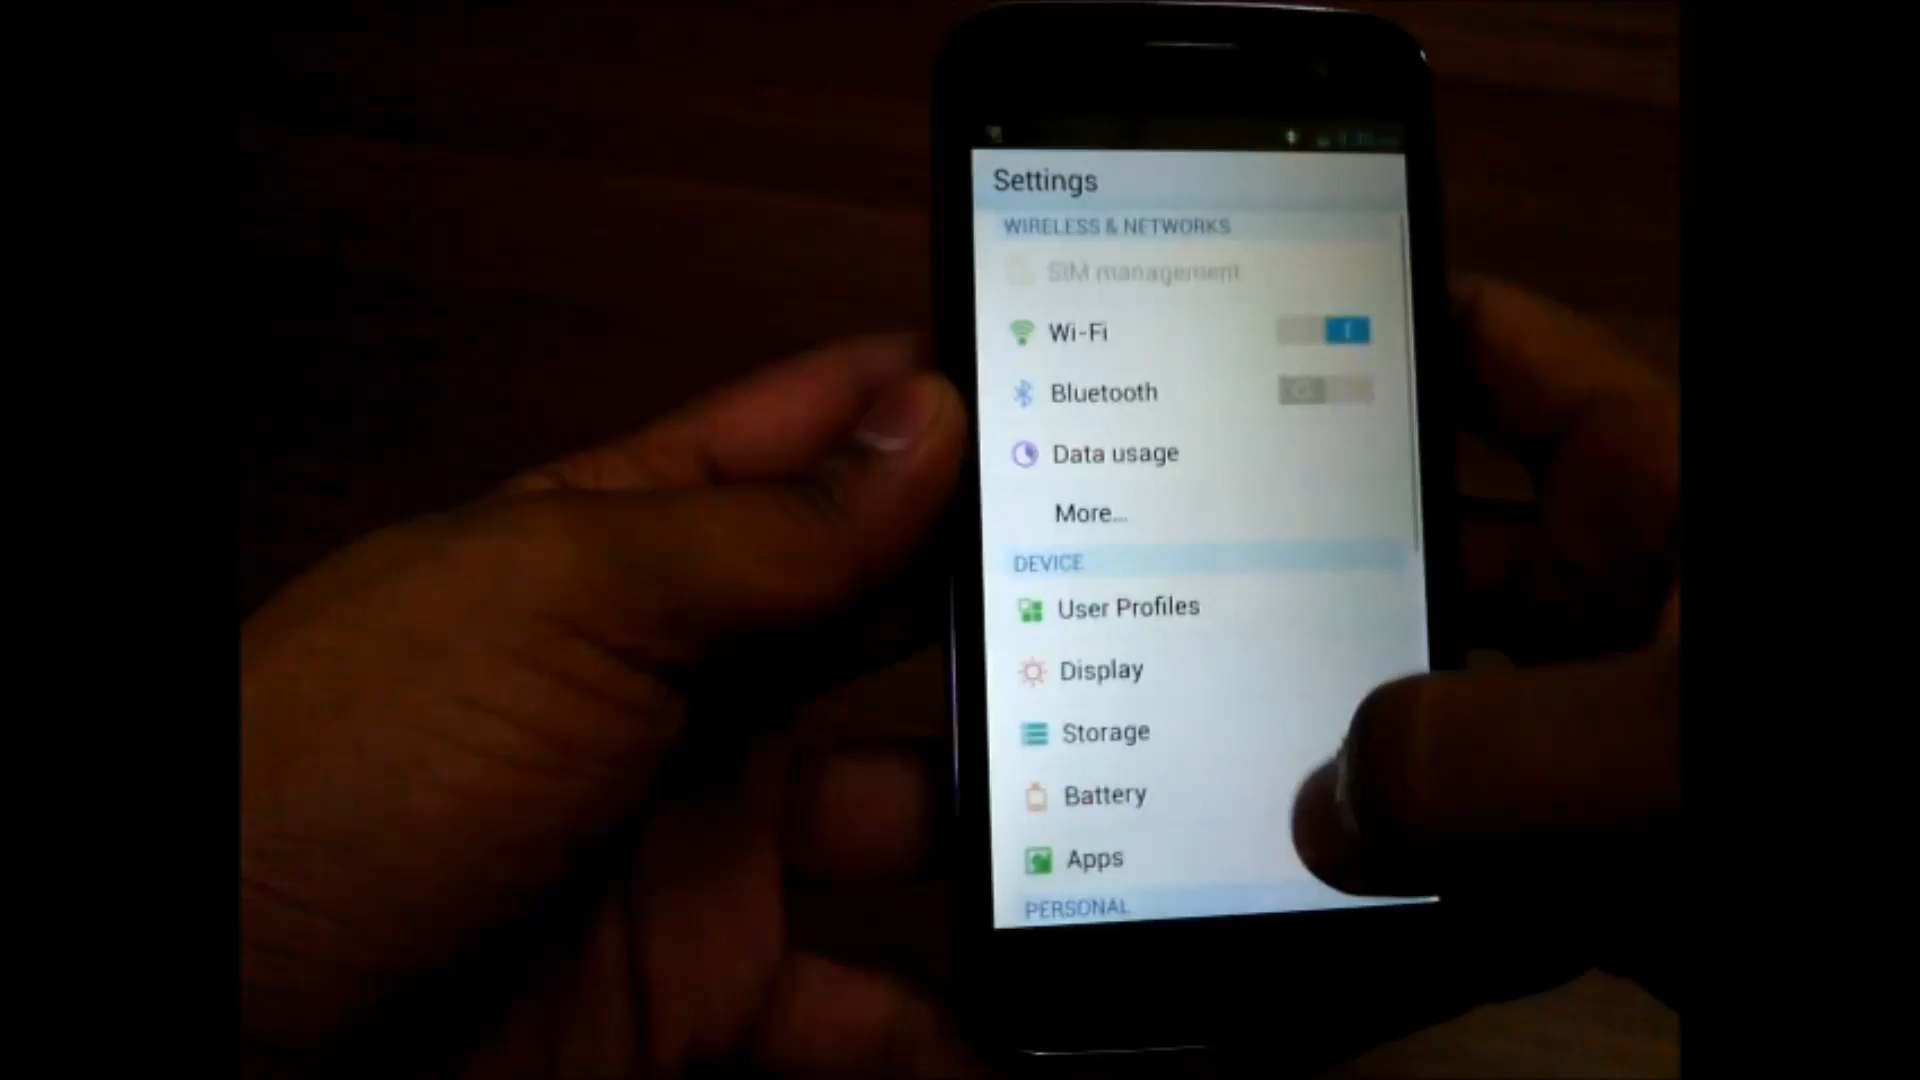 Settings
WIRELESS & NETWORKS
SIM management
Wi-Fi
Bluetooth
Data usage
More...
DEVICE
User Profiles
Display
Storage
Battery
Apps
PERSONAL